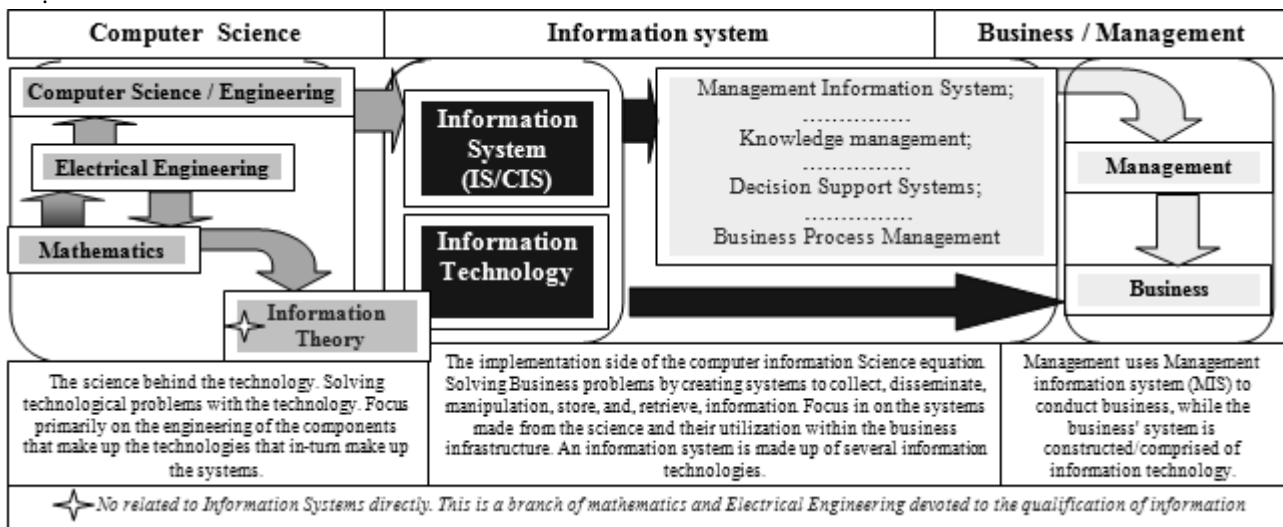 Computer Science
Information system
Business / Management
Computer Science / Engineering
Electrical Engineering
Mathematics
Information
Theory
Information
System
(IS/CIS)
Information
Technology
Management Information System;
...............
Knowledge management;
...............
Decision Support Systems;
...............
Business Process Management
Management
Business
The science behind the technology. Solving
technological problems with the technology. Focus
primarily on the engineering of the components
that make up the technologies that in-turn make up
the systems.
The implementation side of the computer information Science equation.
Solving Business problems by creating systems to collect, disseminate,
manipulation, store, and, retrieve, information. Focus in on the systems
made from the science and their utilization within the business
infrastructure. An information system is made up of several information
technologies.
Management uses Management
information system (MIS) to
conduct business, while the
business' system is
constructed/comprised of
information technology.
No related to Information Systems directly. This is a branch of mathematics and Electrical Engineering devoted to the qualification of information